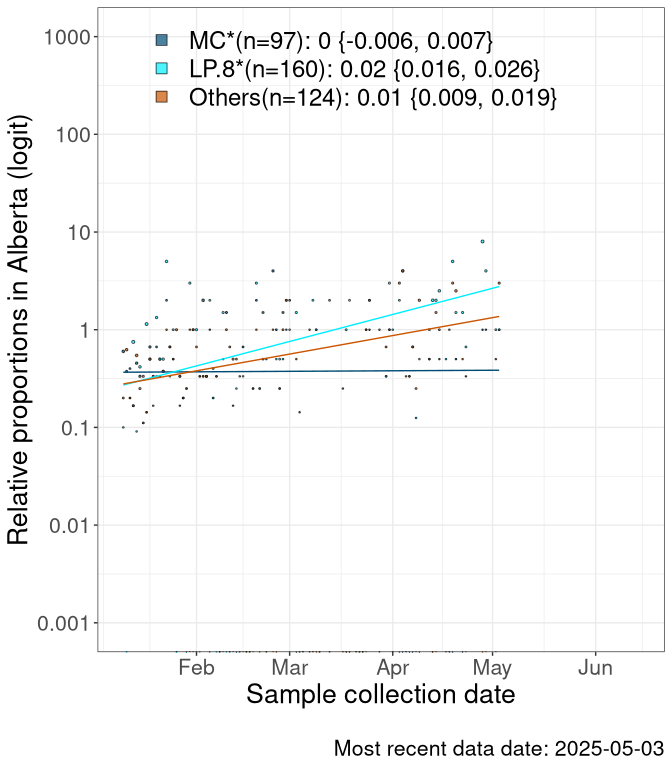 MC*(n=97): 0 {-0.006, 0.007}
LP.8*(n=160): 0.02 {0.016, 0.026}
Others(n=124): 0.01 {0.009, 0.019}
Relative proportions in Alberta (logit)
1000
100
10
1
0.1
0.01
0.001
Feb Mar Apr May Jun
Sample collection date
Most recent data date: 2025-05-03